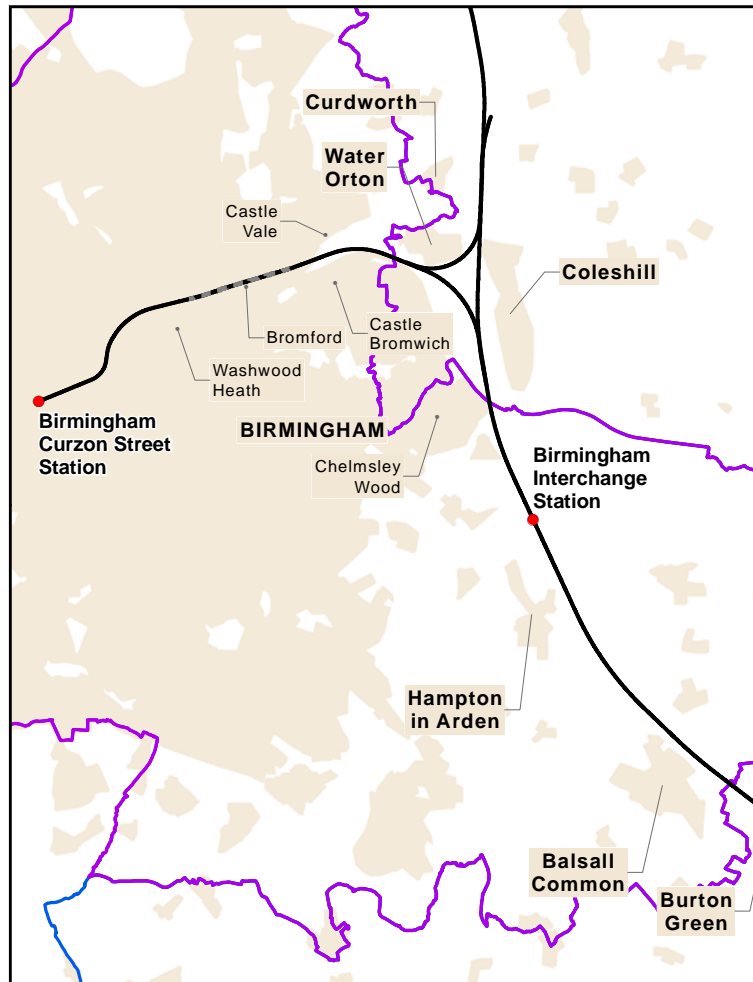 Curdworth
Water
Orton
Castle
Vale
Coleshill
Bromford
Castle
Bromwich
Washwood
Heath
Birmingham
Curzon Street
Station
BIRMINGHAM
Chelmsley
Wood
Birmingham
Interchange
Station
Hampton
in Arden
Balsall
Common
Burton
Green